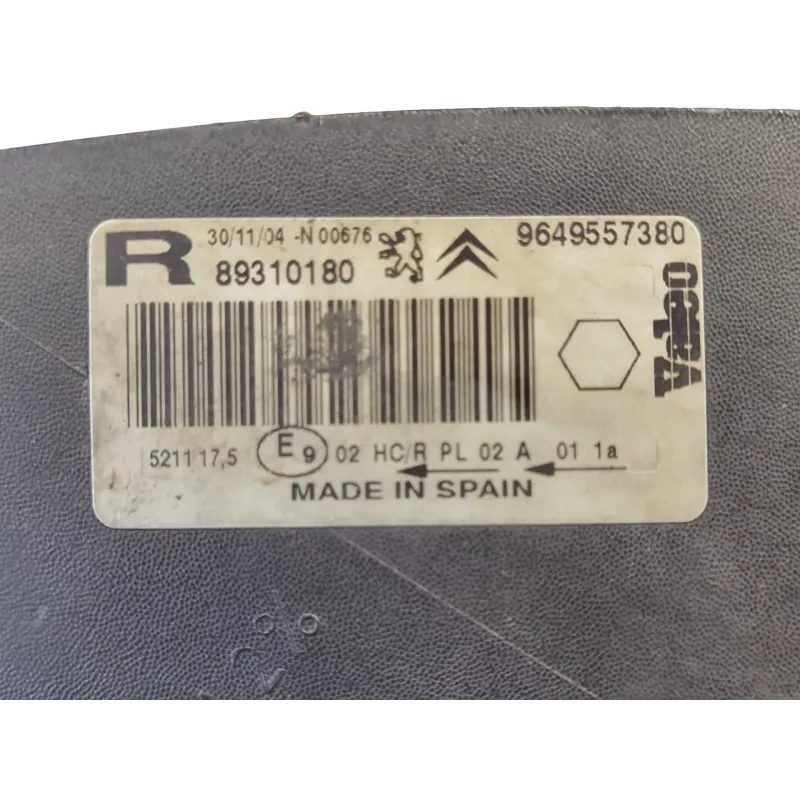 R
30/11/04 -N 00676
89310180
9649557380
5211 17,5 E9 02 HC/R PL 02 A 01 1a
MADE IN SPAIN